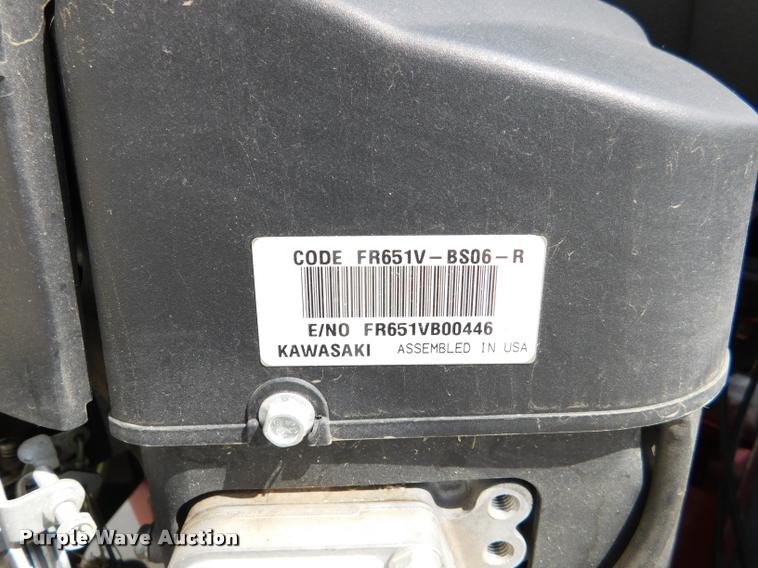 CODE FR651V-BS06-R
E/NO FR651VB00446
KAWASAKI ASSEMBLED IN USA
Purple Wave Auction